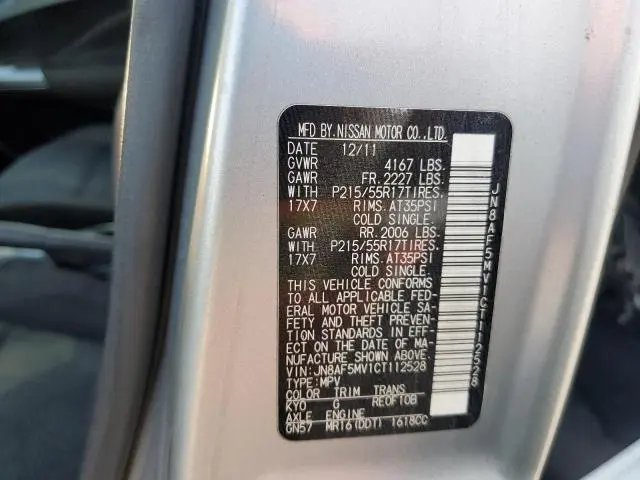 MFD BY. NISSAN MOTOR CO.,LTD.
DATE 12/11
GVWR 4167 LBS.
GAWR FR. 2227 LBS.
WITH P215/55R17TIRES.
17X7 RIMS. AT35PSI
COLD SINGLE.
GAWR RR. 2006 LBS.
WITH P215/55R17TIRES.
17X7 RIMS. AT35PSI
COLD SINGLE.
THIS VEHICLE CONFORMS
TO ALL APPLICABLE FED-
ERAL MOTOR VEHICLE SA-
FETY AND THEFT PREVEN-
TION STANDARDS IN EFF-
ECT ON THE DATE OF MA-
NUFACTURE SHOWN ABOVE.
VIN: JN8AF5MV1CT112528
TYPE: MPV
COLOR TRIM TRANS
KY0 G RE0F10B
AXLE ENGINE
GN57 MR16(DDT) 1618CC
JN8AF5MV1CT112528